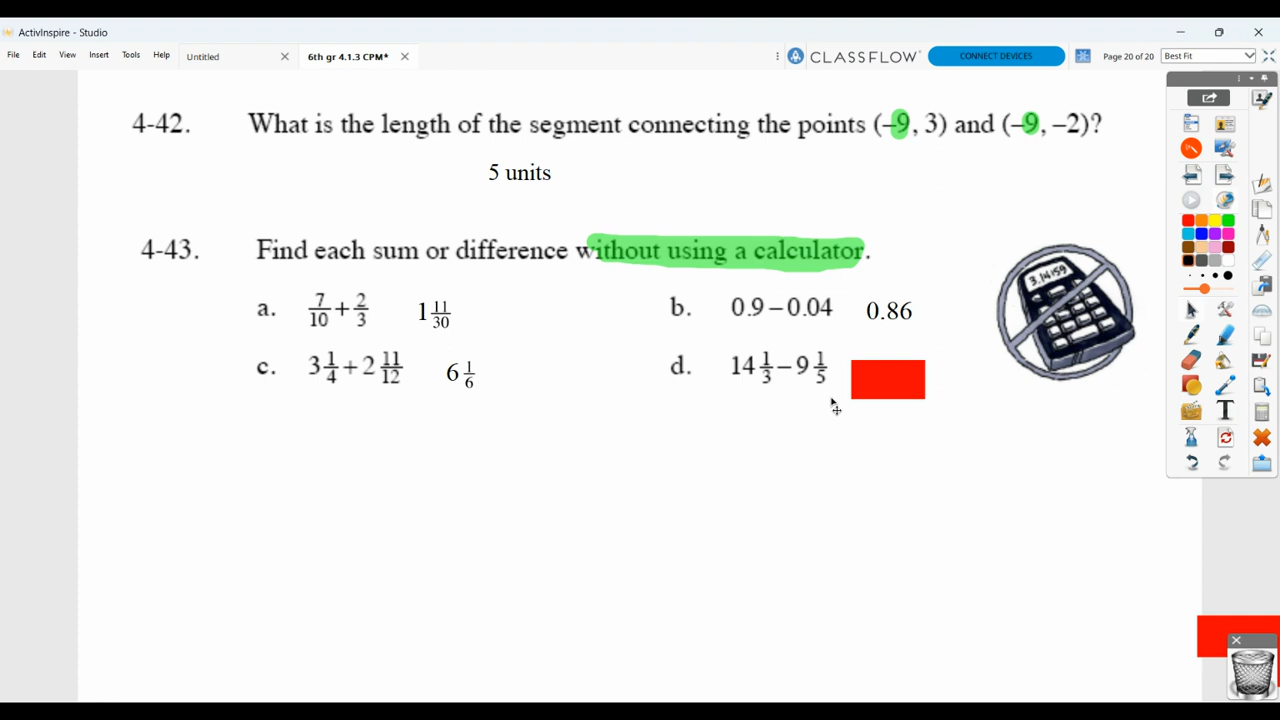 ActivInspire - Studio
File Edit View Insert Tools Help Untitled 6th gr 4.1.3 CPM* CLASSFLOW CONNECT DEVICES Page 20 of 20 Best Fit
4-42. What is the length of the segment connecting the points (–9, 3) and (–9, –2)?
5 units
4-43. Find each sum or difference without using a calculator.
3.14159
a. 7/10 + 2/3 1 11/30 b. 0.9 – 0.04 0.86
c. 3 1/4 + 2 11/12 6 1/6 d. 14 1/3 – 9 1/5
T